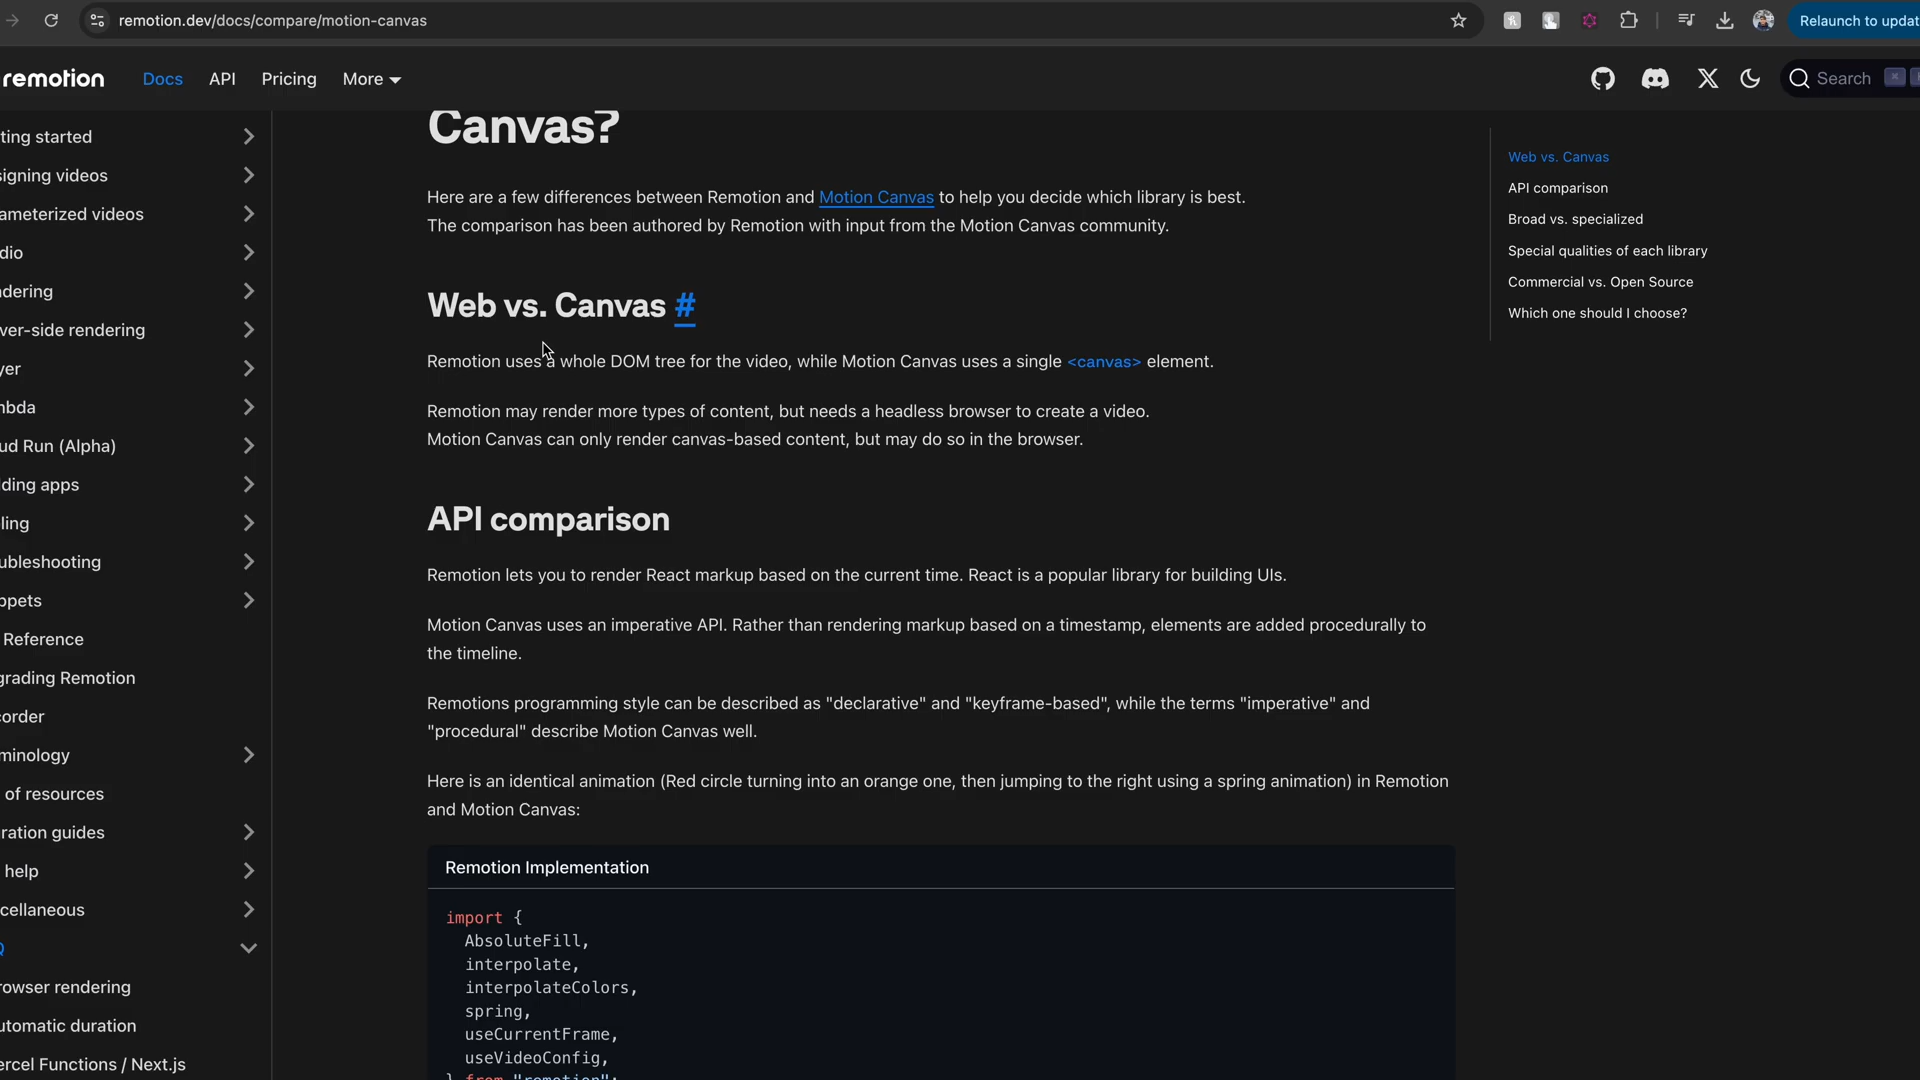 remotion.dev/docs/compare/motion-canvas
Relaunch to updat
remotion
Docs
API
Pricing
More
Search
ting started
signing videos
ameterized videos
dio
dering
ver-side rendering
yer
mbda
ud Run (Alpha)
lding apps
ling
ubleshooting
ppets
Reference
grading Remotion
corder
minology
of resources
ration guides
help
cellaneous
Q
rowser rendering
utomatic duration
ercel Functions / Next.js
Canvas?
Here are a few differences between Remotion and Motion Canvas to help you decide which library is best.
The comparison has been authored by Remotion with input from the Motion Canvas community.
Web vs. Canvas #
Remotion uses a whole DOM tree for the video, while Motion Canvas uses a single <canvas> element.
Remotion may render more types of content, but needs a headless browser to create a video.
Motion Canvas can only render canvas-based content, but may do so in the browser.
API comparison
Remotion lets you to render React markup based on the current time. React is a popular library for building UIs.
Motion Canvas uses an imperative API. Rather than rendering markup based on a timestamp, elements are added procedurally to
the timeline.
Remotions programming style can be described as "declarative" and "keyframe-based", while the terms "imperative" and
"procedural" describe Motion Canvas well.
Here is an identical animation (Red circle turning into an orange one, then jumping to the right using a spring animation) in Remotion
and Motion Canvas:
Remotion Implementation
import {
AbsoluteFill,
interpolate,
interpolateColors,
spring,
useCurrentFrame,
useVideoConfig,
} from "remotion";
Web vs. Canvas
API comparison
Broad vs. specialized
Special qualities of each library
Commercial vs. Open Source
Which one should I choose?